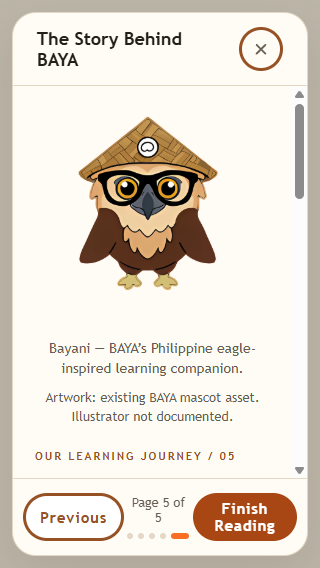 The Story Behind
BAYA
Bayani — BAYA's Philippine eagle-
inspired learning companion.
Artwork: existing BAYA mascot asset.
Illustrator not documented.
OUR LEARNING JOURNEY / 05
Previous
Page 5 of
5
Finish
Reading